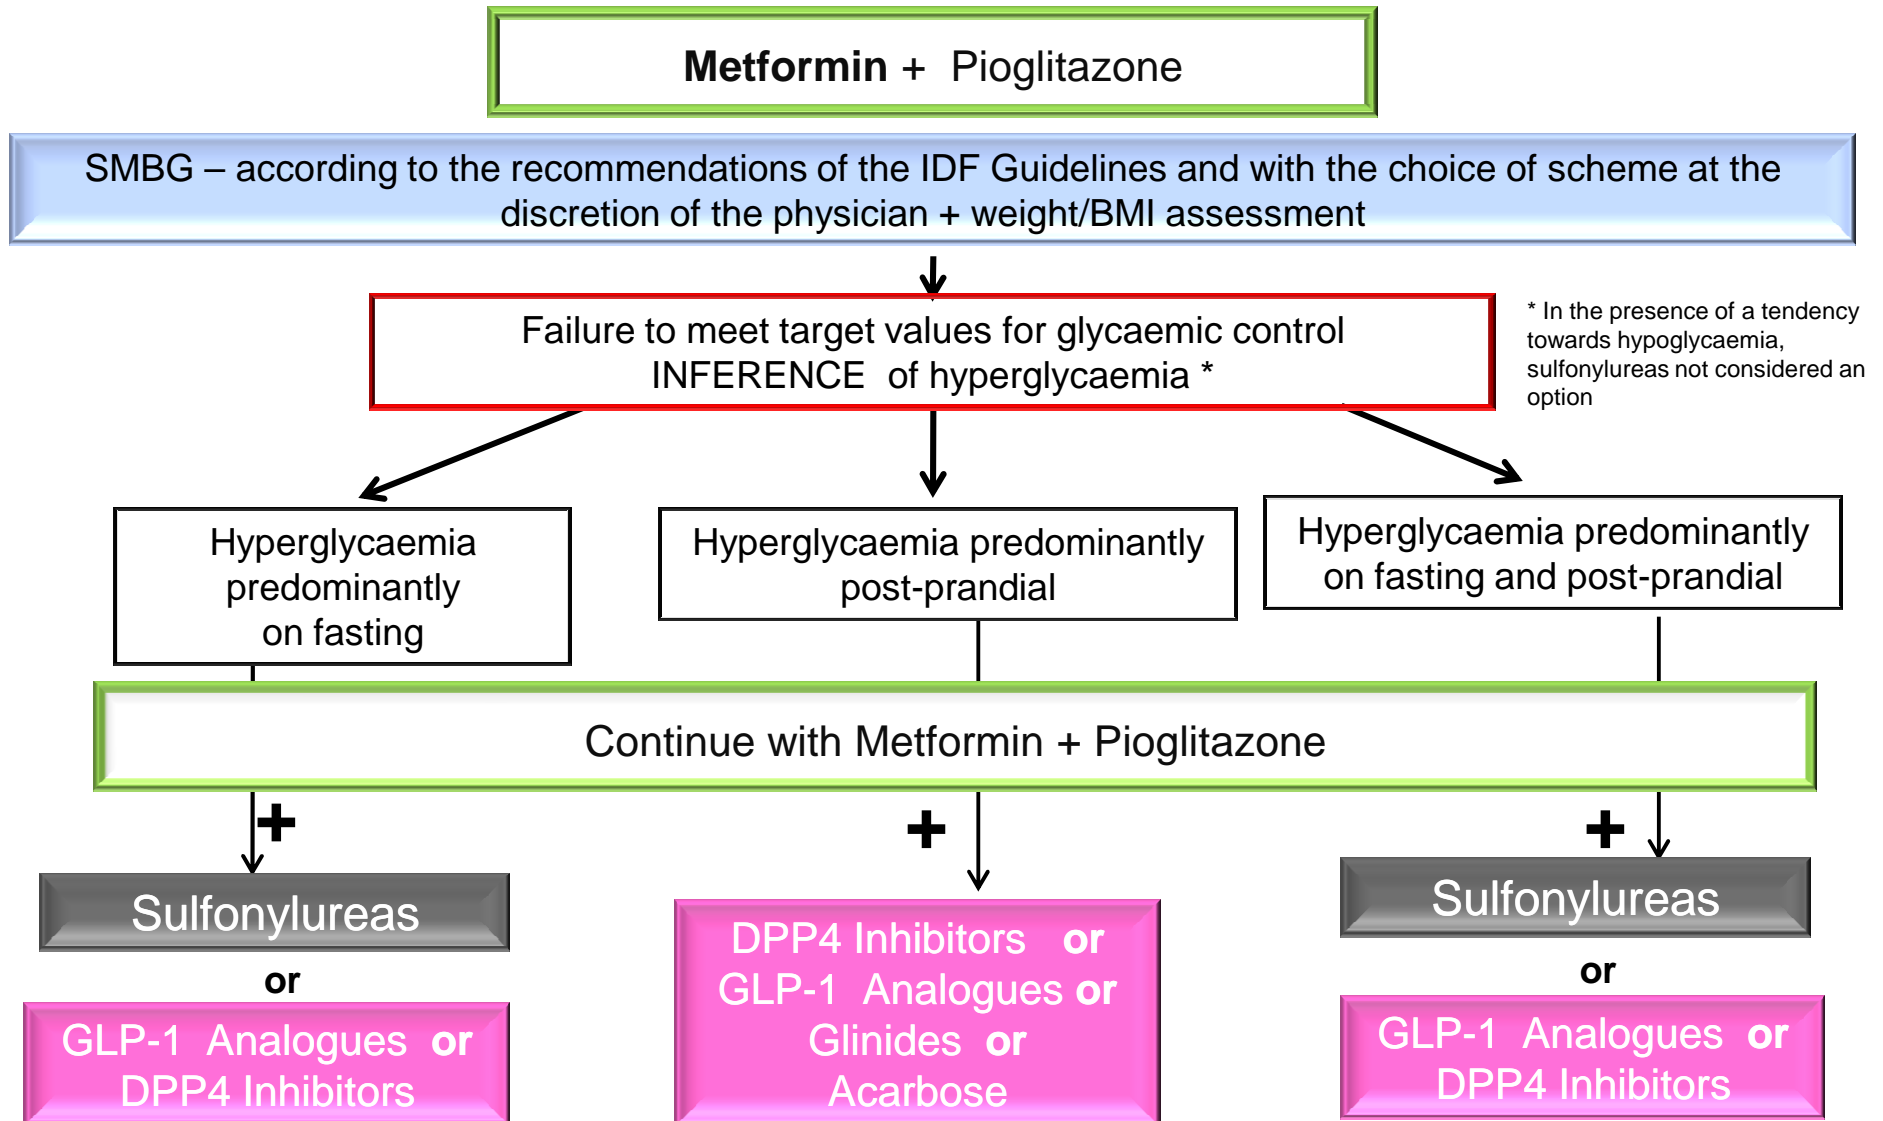 Metformin + Pioglitazone
SMBG – according to the recommendations of the IDF Guidelines and with the choice of scheme at the
discretion of the physician + weight/BMI assessment
Failure to meet target values for glycaemic control
INFERENCE of hyperglycaemia *
* In the presence of a tendency
towards hypoglycaemia,
sulfonylureas not considered an
option
Hyperglycaemia
predominantly
on fasting
Hyperglycaemia predominantly
post-prandial
Hyperglycaemia predominantly
on fasting and post-prandial
Continue with Metformin + Pioglitazone
+
+
+
Sulfonylureas
or
GLP-1 Analogues or
DPP4 Inhibitors
DPP4 Inhibitors or
GLP-1 Analogues or
Glinides or
Acarbose
Sulfonylureas
or
GLP-1 Analogues or
DPP4 Inhibitors